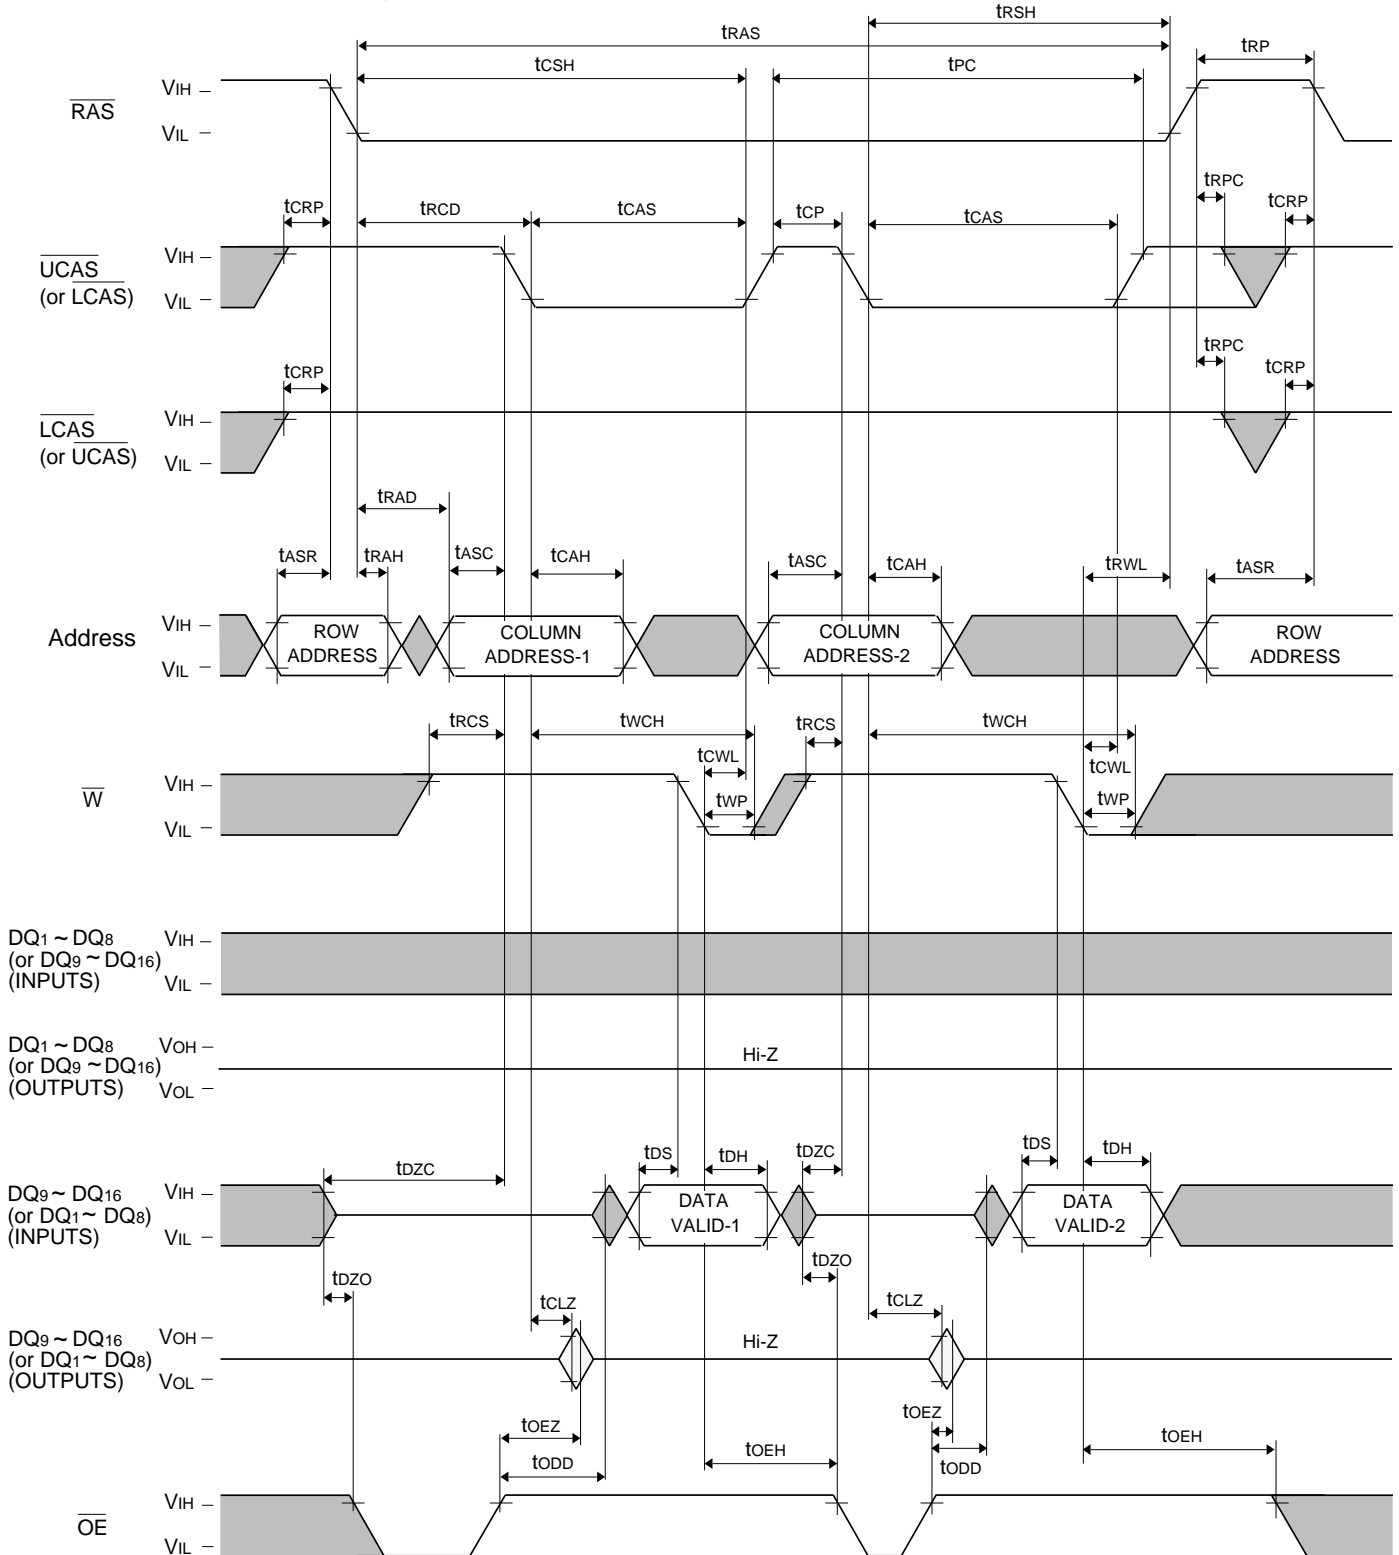 tRSH
tRAS
tRP
tCSH
tPC
RAS
VIH –
VIL –
tRPC
tCRP
tRCD
tCAS
tCP
tCAS
tCRP
UCAS
(or LCAS)
VIH –
VIL –
tRPC
tCRP
tCRP
LCAS
(or UCAS)
VIH –
VIL –
tRAD
tASR
tRAH
tASC
tCAH
tASC
tCAH
tRWL
tASR
Address
VIH –
VIL –
ROW
ADDRESS
COLUMN
ADDRESS-1
COLUMN
ADDRESS-2
ROW
ADDRESS
tRCS
tWCH
tRCS
tWCH
tCWL
tCWL
tWP
tWP
W
VIH –
VIL –
DQ1 ~ DQ8
(or DQ9 ~ DQ16)
(INPUTS)
VIH –
VIL –
DQ1 ~ DQ8
(or DQ9 ~ DQ16)
(OUTPUTS)
VOH –
VOL –
Hi-Z
tDZC
tDS
tDH
tDZC
tDS
tDH
DQ9 ~ DQ16
(or DQ1 ~ DQ8)
(INPUTS)
VIH –
VIL –
DATA
VALID-1
DATA
VALID-2
tDZO
tDZO
tCLZ
tCLZ
DQ9 ~ DQ16
(or DQ1 ~ DQ8)
(OUTPUTS)
VOH –
VOL –
Hi-Z
tOEZ
tODD
tOEH
tOEZ
tODD
tOEH
OE
VIH –
VIL –